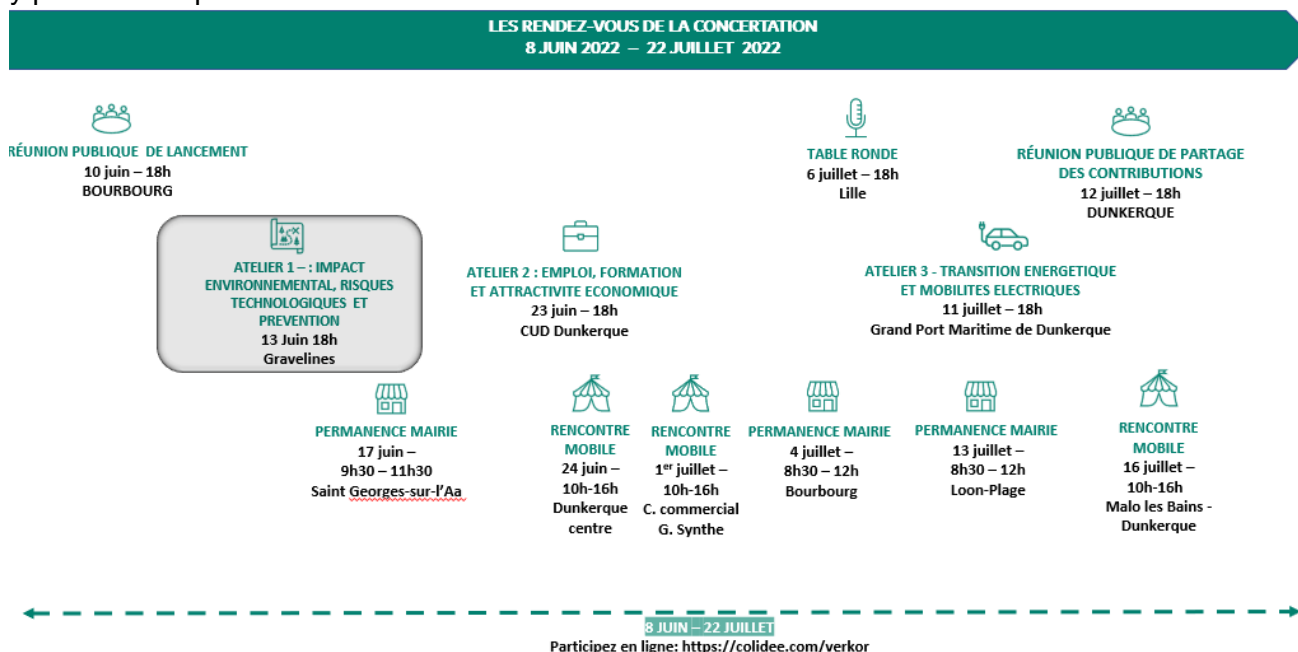 LES RENDEZ-VOUS DE LA CONCERTATION
8 JUIN 2022 – 22 JUILLET 2022
RÉUNION PUBLIQUE DE LANCEMENT
10 juin – 18h
BOURBOURG
TABLE RONDE
6 juillet – 18h
Lille
RÉUNION PUBLIQUE DE PARTAGE
DES CONTRIBUTIONS
12 juillet – 18h
DUNKERQUE
ATELIER 1 – : IMPACT
ENVIRONNEMENTAL, RISQUES
TECHNOLOGIQUES ET
PREVENTION
13 Juin 18h
Gravelines
ATELIER 2 : EMPLOI, FORMATION
ET ATTRACTIVITE ECONOMIQUE
23 juin – 18h
CUD Dunkerque
ATELIER 3 - TRANSITION ENERGETIQUE
ET MOBILITES ELECTRIQUES
11 juillet – 18h
Grand Port Maritime de Dunkerque
PERMANENCE MAIRIE
17 juin –
9h30 – 11h30
Saint Georges-sur-l'Aa
RENCONTRE
MOBILE
24 juin –
10h-16h
Dunkerque
centre
RENCONTRE
MOBILE
1er juillet –
10h-16h
C. commercial
G. Synthe
PERMANENCE MAIRIE
4 juillet –
8h30 – 12h
Bourbourg
PERMANENCE MAIRIE
13 juillet –
8h30 – 12h
Loon-Plage
RENCONTRE
MOBILE
16 juillet –
10h-16h
Malo les Bains -
Dunkerque
8 JUIN – 22 JUILLET
Participez en ligne: https://colidee.com/verkor